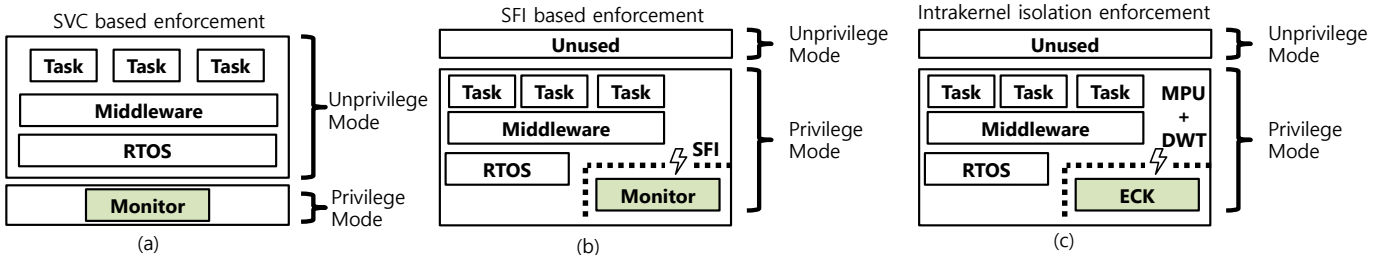 SVC based enforcement
Task Task Task
Middleware
RTOS
Unprivilege
Mode
Monitor
Privilege
Mode
(a)
SFI based enforcement
Unused
Unprivilege
Mode
Task Task Task
Middleware
SFI
RTOS
Monitor
Privilege
Mode
(b)
Intrakernel isolation enforcement
Unused
Unprivilege
Mode
Task Task Task
MPU
+
DWT
Middleware
RTOS
ECK
Privilege
Mode
(c)